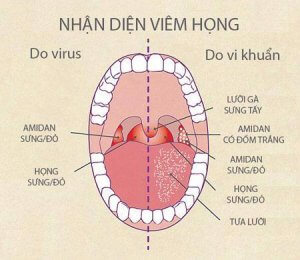 NHẬN DIỆN VIÊM HỌNG
Do virus
Do vi khuẩn
AMIDAN
SƯNG/ĐỎ
HỌNG
SƯNG/ĐỎ
LƯỠI GÀ
SƯNG TẤY
AMIDAN
CÓ ĐỐM TRẮNG
AMIDAN
SƯNG/ĐỎ
HỌNG
SƯNG/ĐỎ
TƯA LƯỠI